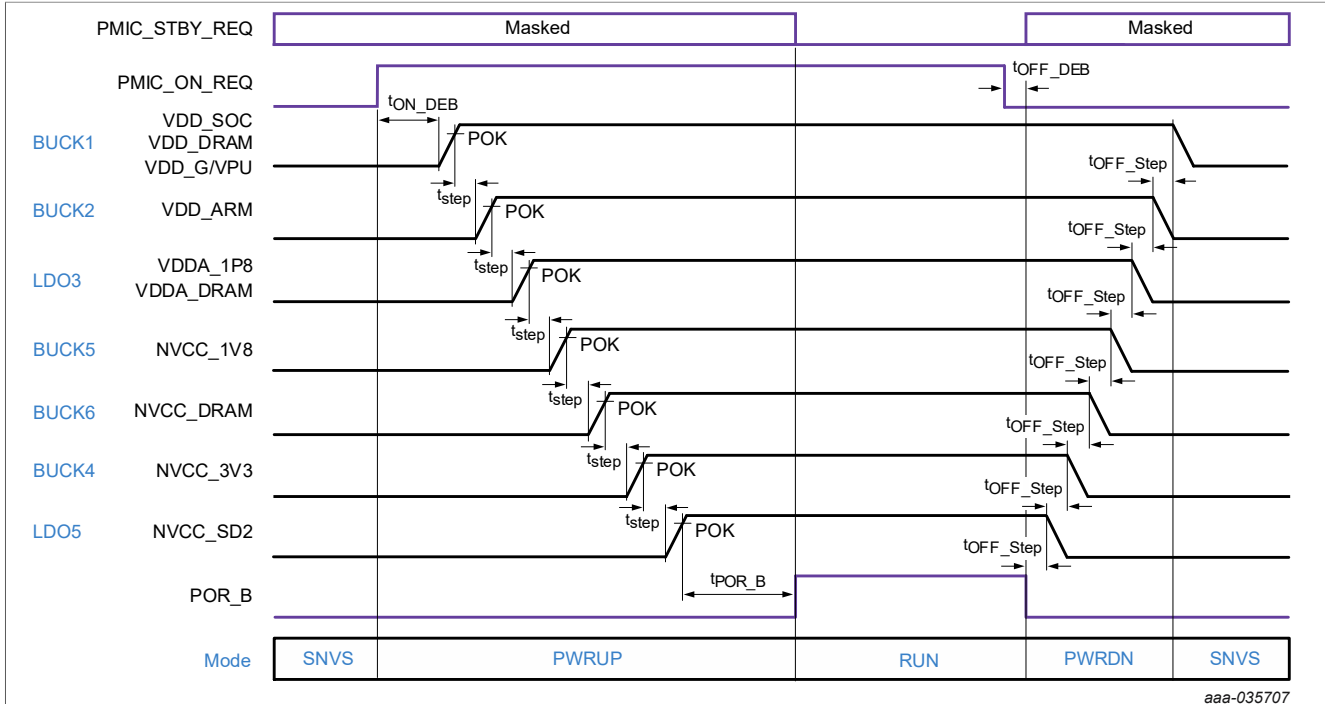 PMIC_STBY_REQ Masked Masked
PMIC_ON_REQ tOFF_DEB
tON_DEB
VDD_SOC
BUCK1 VDD_DRAM POK
VDD_G/VPU tOFF_Step
tstep
BUCK2 VDD_ARM POK
tOFF_Step
tstep
VDDA_1P8
LDO3 POK
VDDA_DRAM
tOFF_Step
tstep
BUCK5 NVCC_1V8 POK
tOFF_Step
tstep
BUCK6 NVCC_DRAM POK
tOFF_Step
tstep
BUCK4 NVCC_3V3 POK
tOFF_Step
tstep
LDO5 NVCC_SD2 POK
tOFF_Step
tPOR_B
POR_B
Mode SNVS PWRUP RUN PWRDN SNVS
aaa-035707